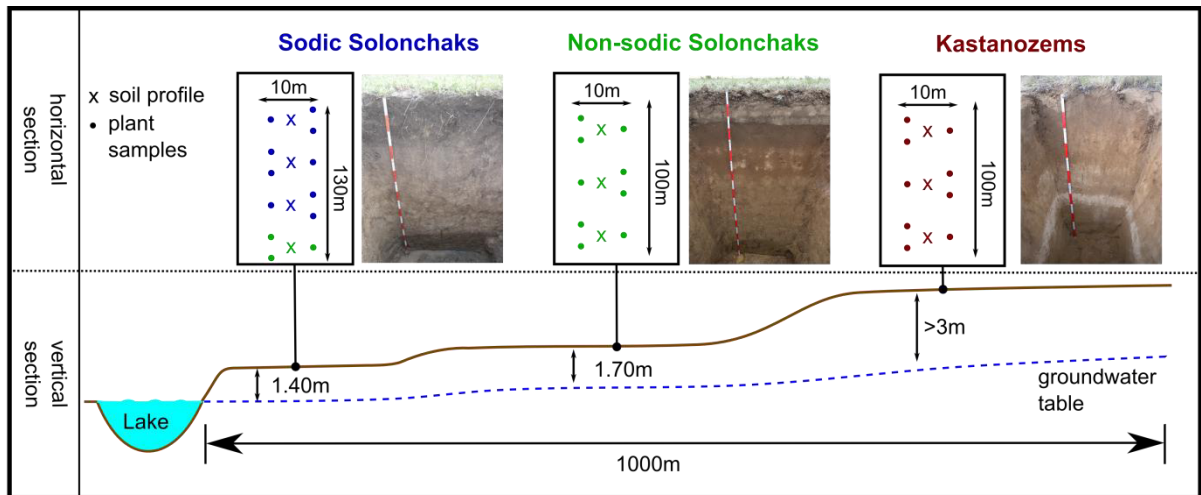 Sodic Solonchaks
Non-sodic Solonchaks
Kastanozems
horizontal
section
x soil profile
• plant
samples
10m
x
x
x
x
130m
10m
x
x
x
100m
10m
x
x
x
100m
vertical
section
Lake
1.40m
1.70m
>3m
groundwater
table
1000m